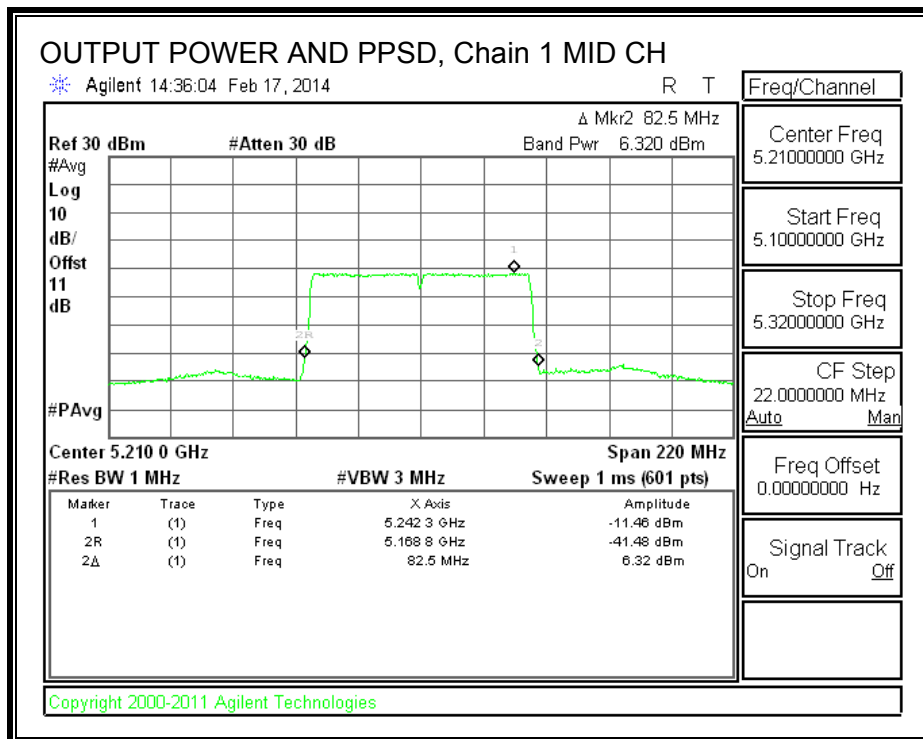 OUTPUT POWER AND PPSD, Chain 1 MID CH
Agilent 14:36:04 Feb 17, 2014 R T
Δ Mkr2 82.5 MHz
Ref 30 dBm #Atten 30 dB Band Pwr 6.320 dBm
#Avg
Log
10
dB/
Offst
11
dB
#PAvg
1
2R
2
Center 5.210 0 GHz Span 220 MHz
#Res BW 1 MHz #VBW 3 MHz Sweep 1 ms (601 pts)
Marker Trace Type X Axis Amplitude
1 (1) Freq 5.242 3 GHz -11.46 dBm
2R (1) Freq 5.168 8 GHz -41.48 dBm
2Δ (1) Freq 82.5 MHz 6.32 dBm
Freq/Channel
Center Freq
5.21000000 GHz
Start Freq
5.10000000 GHz
Stop Freq
5.32000000 GHz
CF Step
22.0000000 MHz
Auto Man
Freq Offset
0.00000000 Hz
Signal Track
On Off
Copyright 2000-2011 Agilent Technologies